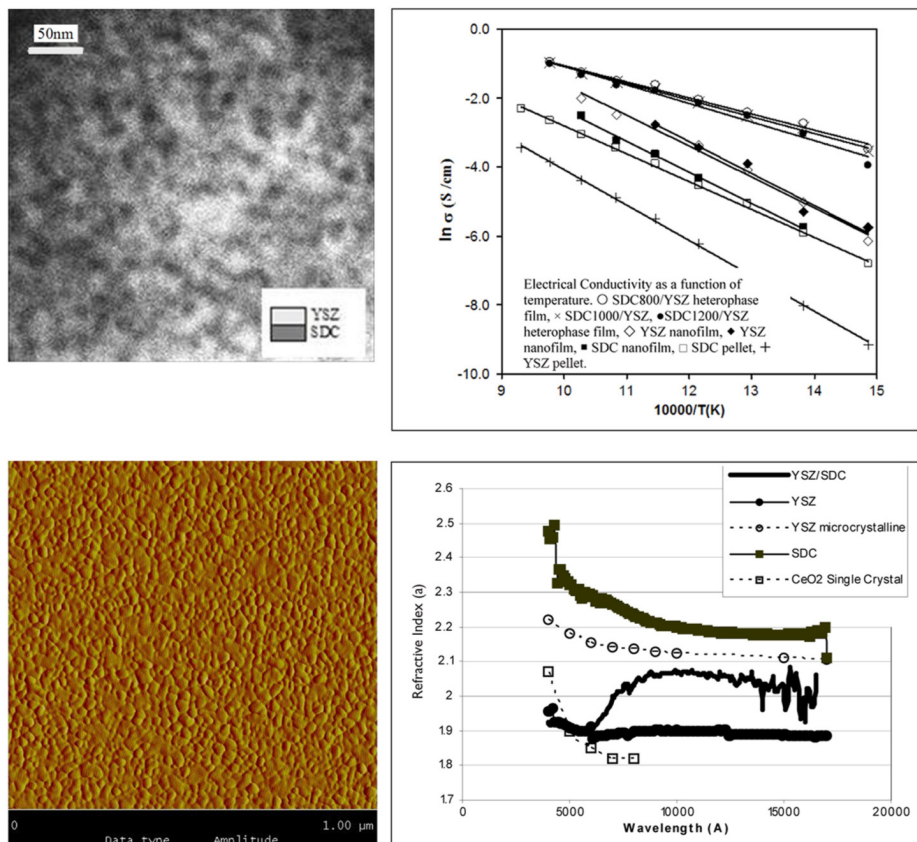 50nm
YSZ
SDC
0.0
-2.0
-4.0
-6.0
-8.0
-10.0
ln σ (S /cm)
Electrical Conductivity as a function of
temperature. ○ SDC800/YSZ heterophase
film, × SDC1000/YSZ, ●SDC1200/YSZ
heterophase film, ◇ YSZ nanofilm, ◆ YSZ
nanofilm, ■ SDC nanofilm, □ SDC pellet, +
YSZ pellet.
9 10 11 12 13 14 15
10000/T(K)
0 1.00 µm
Data type Amplitude
YSZ/SDC
YSZ
YSZ microcrystalline
SDC
CeO2 Single Crystal
2.6
2.5
2.4
2.3
2.2
2.1
2
1.9
1.8
1.7
Refractive Index (a)
0 5000 10000 15000 20000
Wavelength (A)